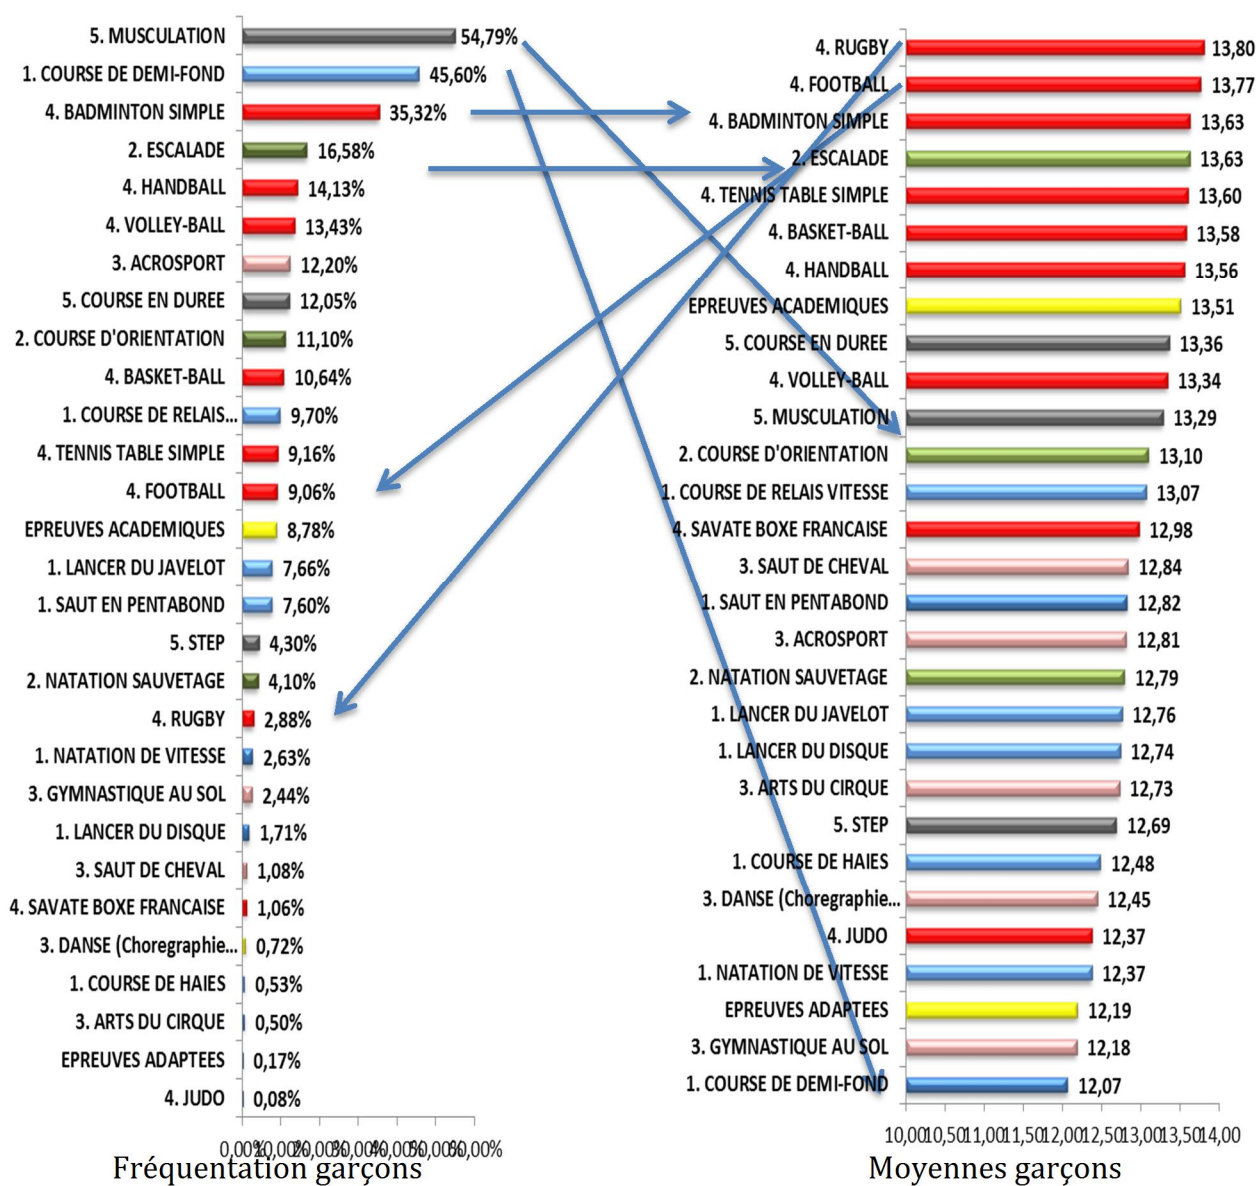 5. MUSCULATION 54,79%
1. COURSE DE DEMI-FOND 45,60%
4. BADMINTON SIMPLE 35,32%
2. ESCALADE 16,58%
4. HANDBALL 14,13%
4. VOLLEY-BALL 13,43%
3. ACROSPORT 12,20%
5. COURSE EN DUREE 12,05%
2. COURSE D'ORIENTATION 11,10%
4. BASKET-BALL 10,64%
1. COURSE DE RELAIS... 9,70%
4. TENNIS TABLE SIMPLE 9,16%
4. FOOTBALL 9,06%
EPREUVES ACADEMIQUES 8,78%
1. LANCER DU JAVELOT 7,66%
1. SAUT EN PENTABOND 7,60%
5. STEP 4,30%
2. NATATION SAUVETAGE 4,10%
4. RUGBY 2,88%
1. NATATION DE VITESSE 2,63%
3. GYMNASTIQUE AU SOL 2,44%
1. LANCER DU DISQUE 1,71%
3. SAUT DE CHEVAL 1,08%
4. SAVATE BOXE FRANCAISE 1,06%
3. DANSE (Choregraphie... 0,72%
1. COURSE DE HAIES 0,53%
3. ARTS DU CIRQUE 0,50%
EPREUVES ADAPTEES 0,17%
4. JUDO 0,08%
0,00% 10,00% 20,00% 30,00% 40,00% 50,00% 60,00%
Fréquentation garçons
4. RUGBY 13,80
4. FOOTBALL 13,77
4. BADMINTON SIMPLE 13,63
2. ESCALADE 13,63
4. TENNIS TABLE SIMPLE 13,60
4. BASKET-BALL 13,58
4. HANDBALL 13,56
EPREUVES ACADEMIQUES 13,51
5. COURSE EN DUREE 13,36
4. VOLLEY-BALL 13,34
5. MUSCULATION 13,29
2. COURSE D'ORIENTATION 13,10
1. COURSE DE RELAIS VITESSE 13,07
4. SAVATE BOXE FRANCAISE 12,98
3. SAUT DE CHEVAL 12,84
1. SAUT EN PENTABOND 12,82
3. ACROSPORT 12,81
2. NATATION SAUVETAGE 12,79
1. LANCER DU JAVELOT 12,76
1. LANCER DU DISQUE 12,74
3. ARTS DU CIRQUE 12,73
5. STEP 12,69
1. COURSE DE HAIES 12,48
3. DANSE (Choregraphie... 12,45
4. JUDO 12,37
1. NATATION DE VITESSE 12,37
EPREUVES ADAPTEES 12,19
3. GYMNASTIQUE AU SOL 12,18
1. COURSE DE DEMI-FOND 12,07
10,00 10,50 11,00 11,50 12,00 12,50 13,00 13,50 14,00
Moyennes garçons